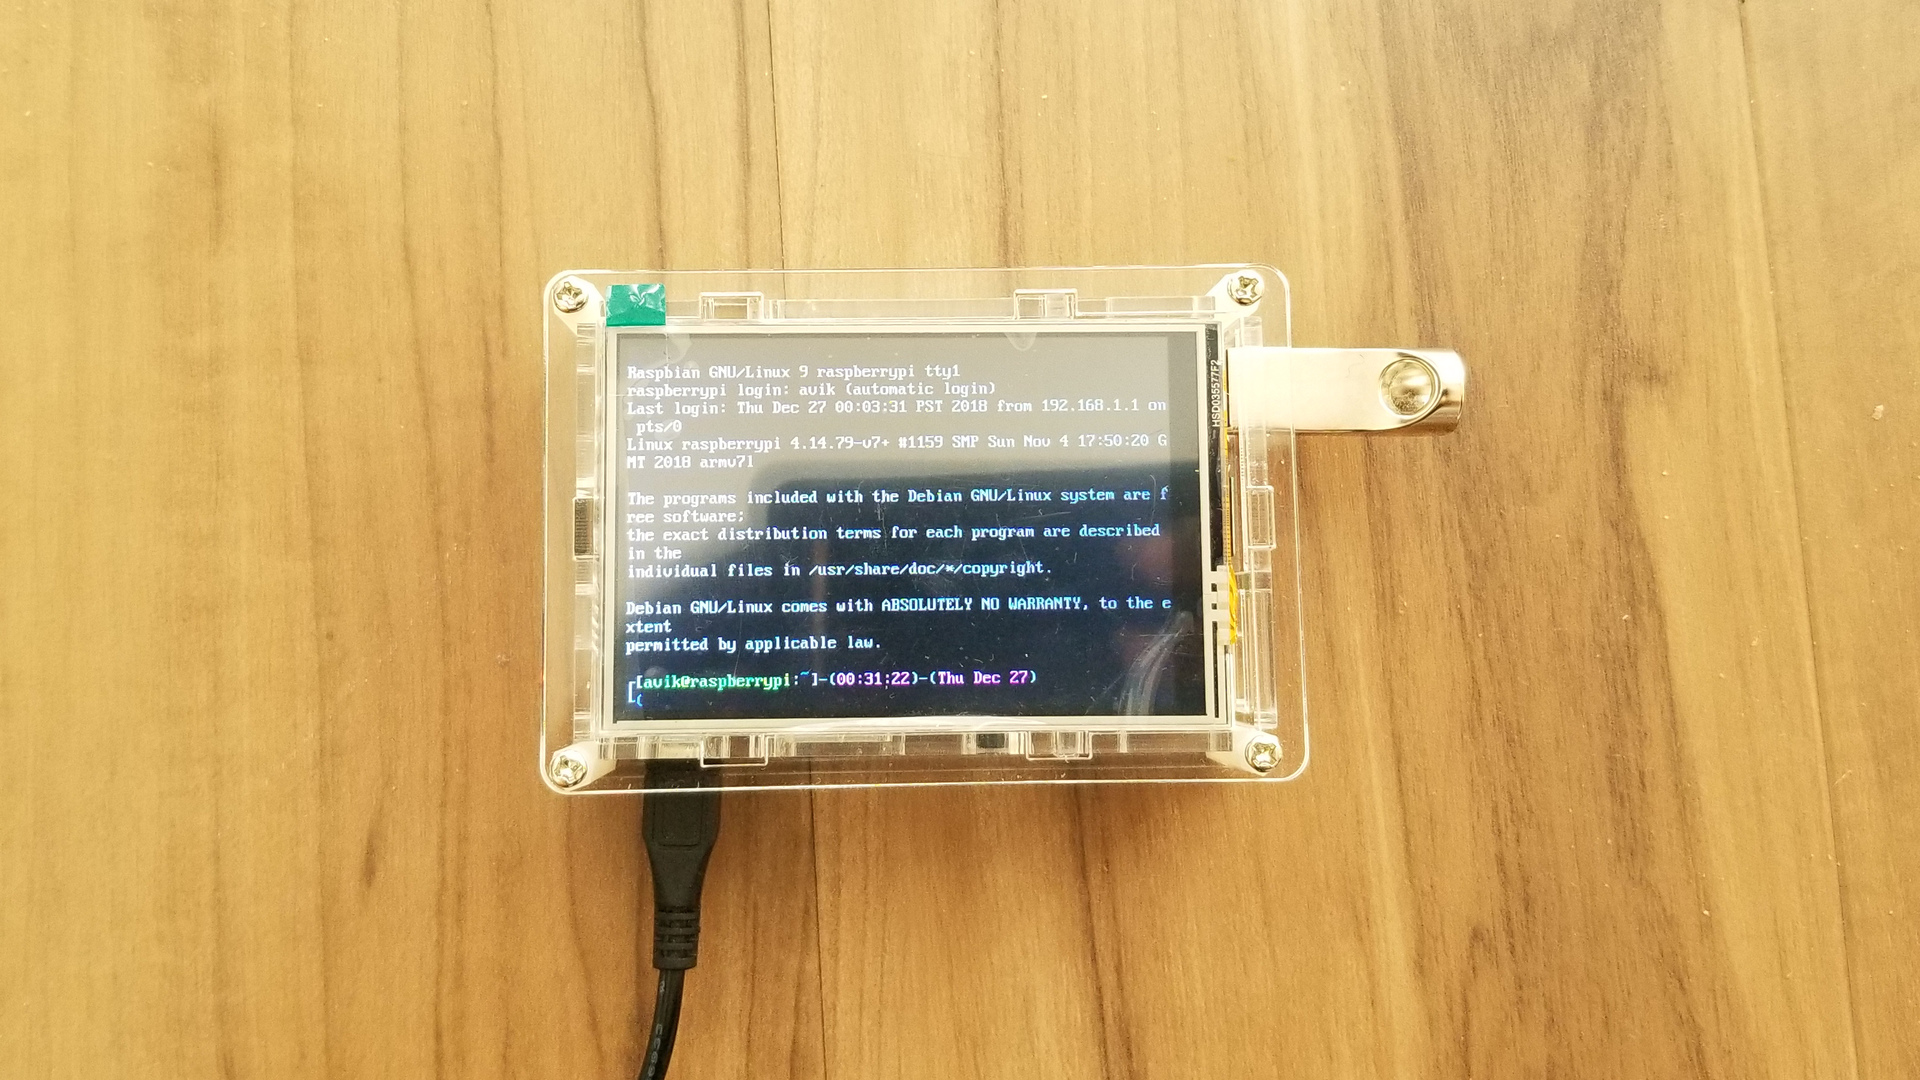 Raspbian GNU/Linux 9 raspberrypi tty1
raspberrypi login: avik (automatic login)
Last login: Thu Dec 27 00:03:31 PST 2018 from 192.168.1.1 on
pts/0
Linux raspberrypi 4.14.79-v7+ #1159 SMP Sun Nov 4 17:50:20 G
MT 2018 armv7l
The programs included with the Debian GNU/Linux system are f
ree software;
the exact distribution terms for each program are described
in the
individual files in /usr/share/doc/*/copyright.
Debian GNU/Linux comes with ABSOLUTELY NO WARRANTY, to the e
xtent
permitted by applicable law.
┌[avik@raspberrypi:~]-(00:31:22)-(Thu Dec 27)
└(
HSD035577F2